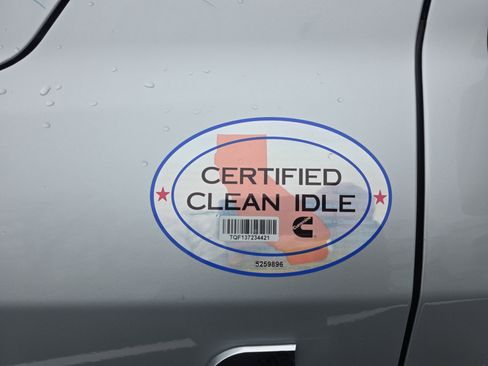 CERTIFIED
CLEAN IDLE
TQF137234421
5259896